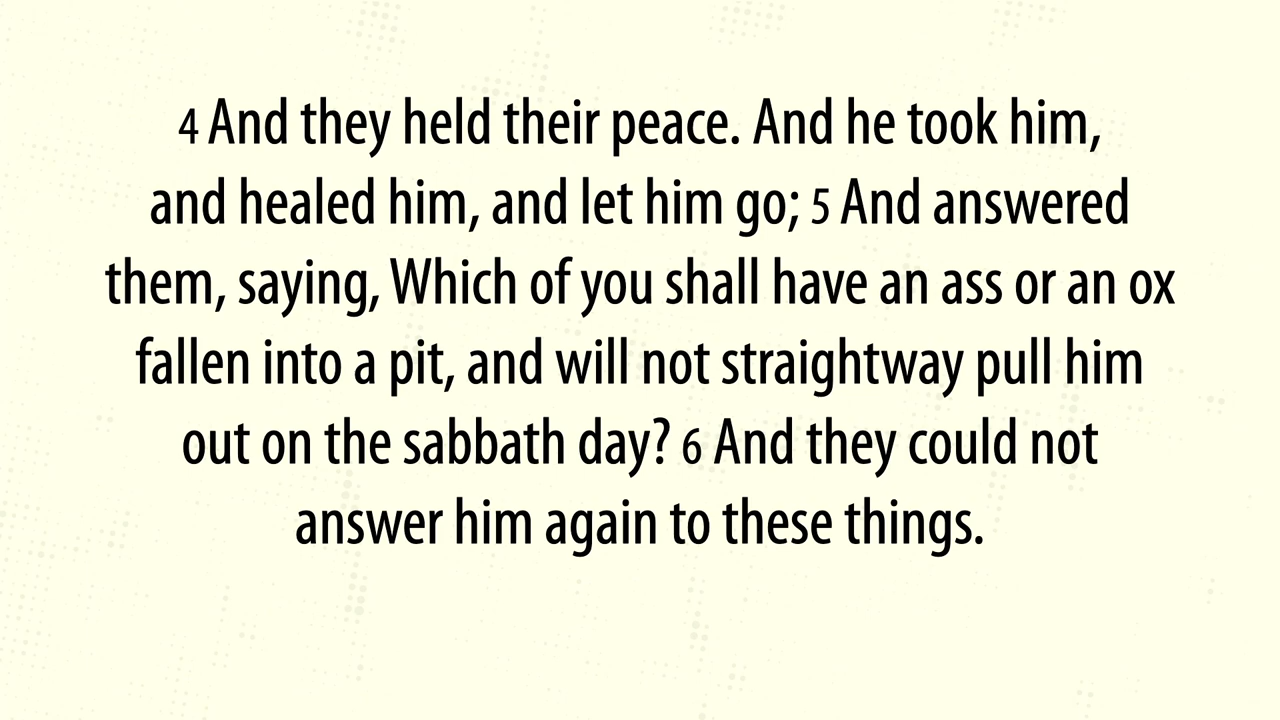 4 And they held their peace. And he took him,
and healed him, and let him go; 5 And answered
them, saying, Which of you shall have an ass or an ox
fallen into a pit, and will not straightway pull him
out on the sabbath day? 6 And they could not
answer him again to these things.